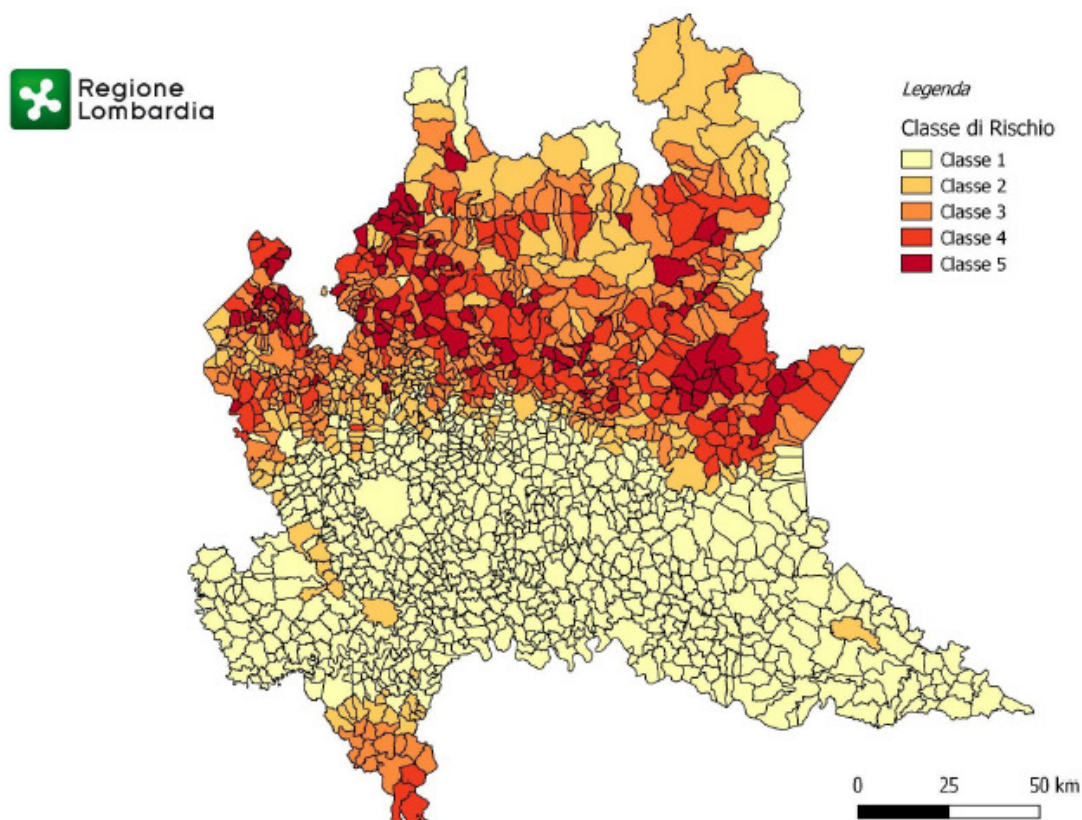 Regione
Lombardia
Legenda
Classe di Rischio
Classe 1
Classe 2
Classe 3
Classe 4
Classe 5
0 25 50 km